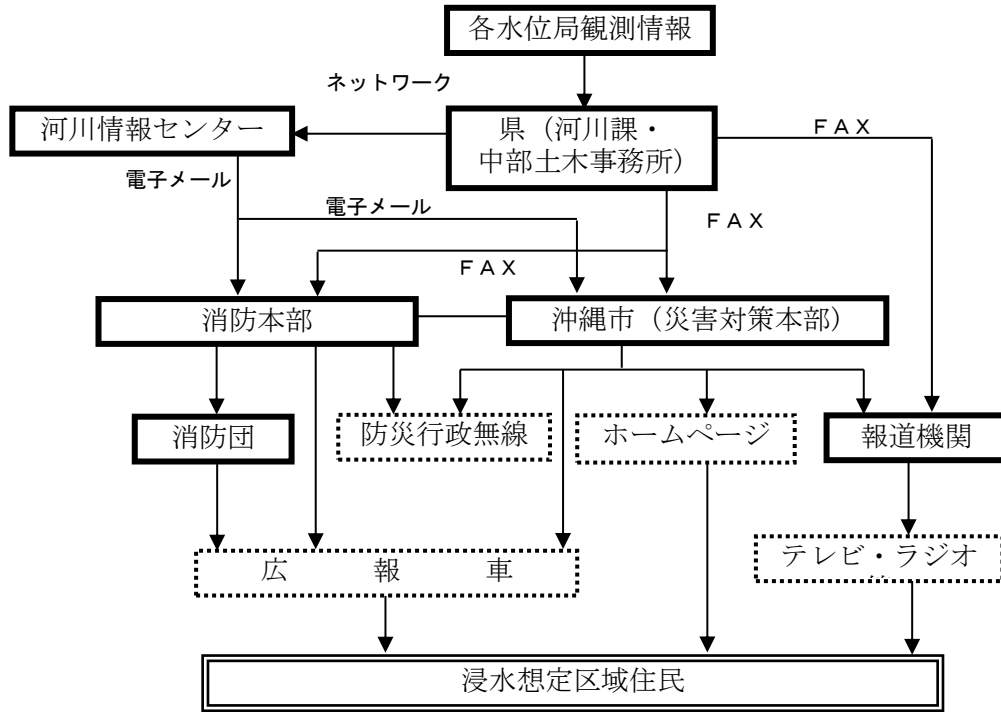 各水位局観測情報
ネットワーク
河川情報センター
県（河川課・
中部土木事務所）
ＦＡＸ
電子メール
電子メール
ＦＡＸ
ＦＡＸ
消防本部
沖縄市（災害対策本部）
消防団
防災行政無線
ホームページ
報道機関
広　報　車
テレビ・ラジオ
浸水想定区域住民